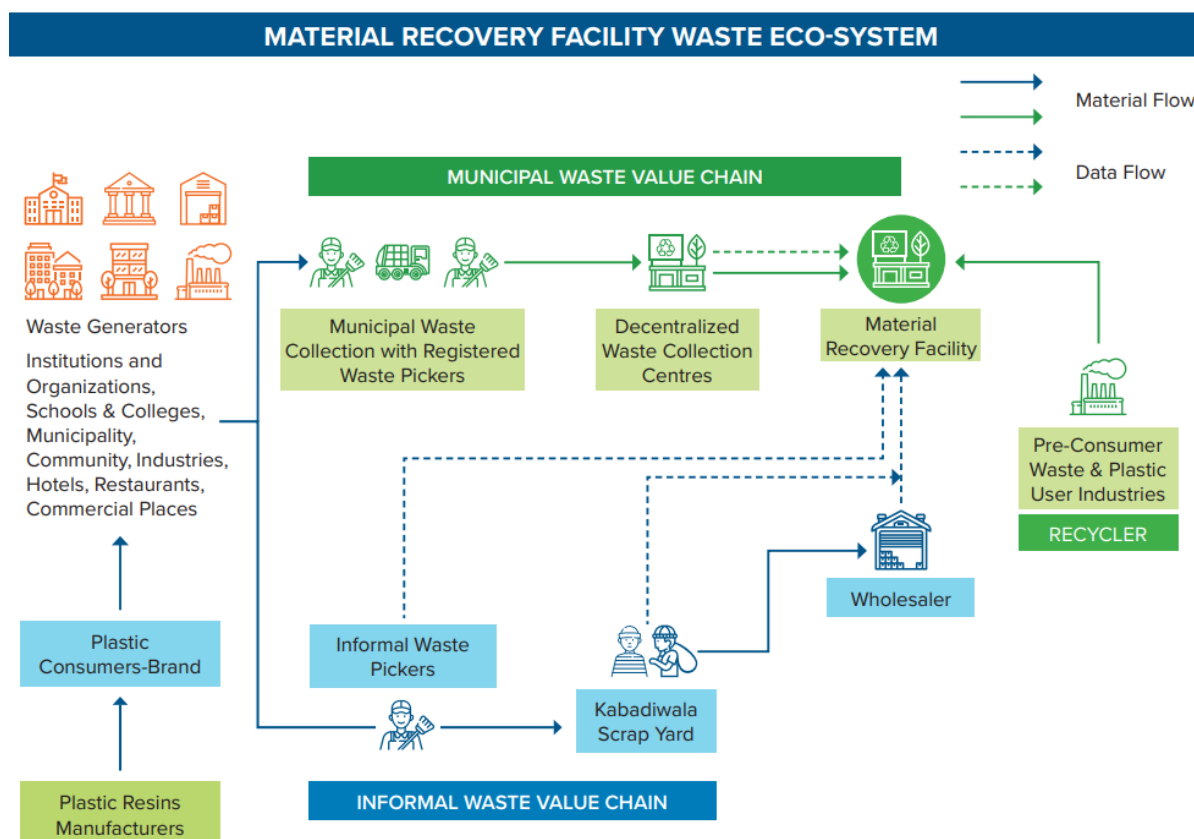 MATERIAL RECOVERY FACILITY WASTE ECO-SYSTEM
Material Flow
Data Flow
MUNICIPAL WASTE VALUE CHAIN
Waste Generators
Institutions and
Organizations,
Schools & Colleges,
Municipality,
Community, Industries,
Hotels, Restaurants,
Commercial Places
Municipal Waste
Collection with Registered
Waste Pickers
Decentralized
Waste Collection
Centres
Material
Recovery Facility
Pre-Consumer
Waste & Plastic
User Industries
RECYCLER
Wholesaler
Plastic
Consumers-Brand
Informal Waste
Pickers
Kabadiwala
Scrap Yard
Plastic Resins
Manufacturers
INFORMAL WASTE VALUE CHAIN